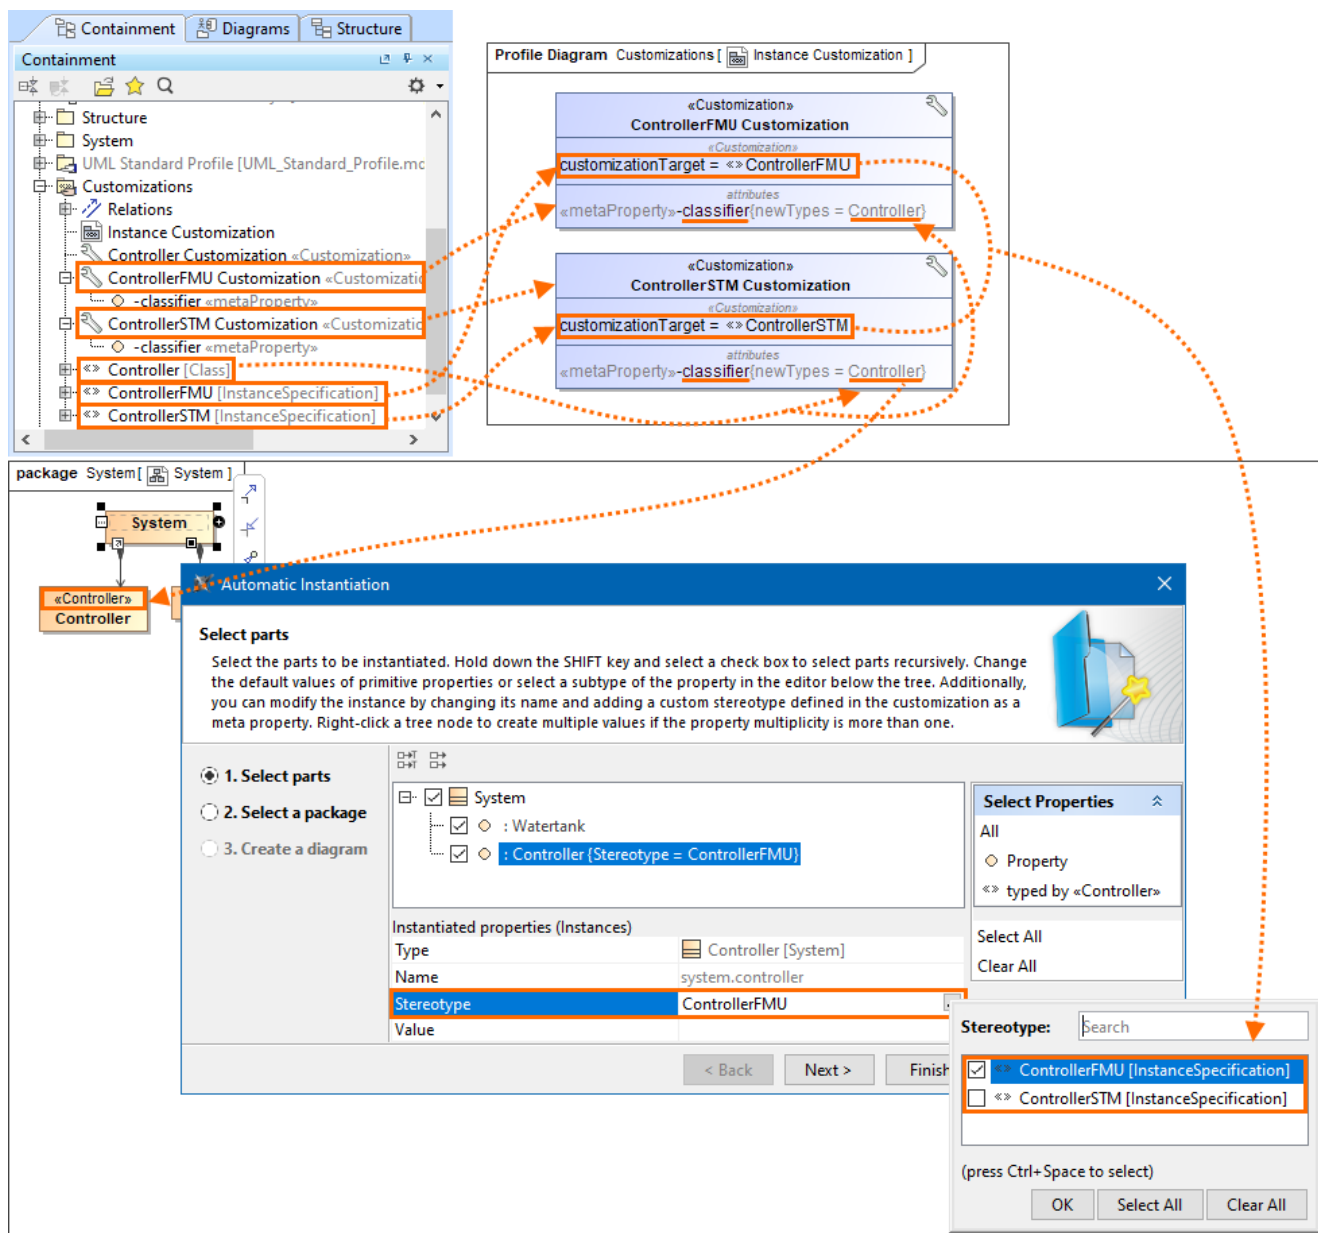 Containment
Diagrams
Structure
Containment
Structure
System
UML Standard Profile [UML_Standard_Profile.mc
Customizations
Relations
Instance Customization
Controller Customization «Customization»
ControllerFMU Customization «Customizatic
-classifier «metaProperty»
ControllerSTM Customization «Customizatic
-classifier «metaProperty»
Controller [Class]
ControllerFMU [InstanceSpecification]
ControllerSTM [InstanceSpecification]
Profile Diagram Customizations [ Instance Customization ]
«Customization»
ControllerFMU Customization
«Customization»
customizationTarget = «» ControllerFMU
attributes
«metaProperty»-classifier{newTypes = Controller}
«Customization»
ControllerSTM Customization
«Customization»
customizationTarget = «» ControllerSTM
attributes
«metaProperty»-classifier{newTypes = Controller}
package System [ System ]
System
«Controller»
Controller
Automatic Instantiation
Select parts
Select the parts to be instantiated. Hold down the SHIFT key and select a check box to select parts recursively. Change
the default values of primitive properties or select a subtype of the property in the editor below the tree. Additionally,
you can modify the instance by changing its name and adding a custom stereotype defined in the customization as a
meta property. Right-click a tree node to create multiple values if the property multiplicity is more than one.
1. Select parts
2. Select a package
3. Create a diagram
System
: Watertank
: Controller {Stereotype = ControllerFMU}
Select Properties
All
Property
«» typed by «Controller»
Select All
Clear All
Instantiated properties (Instances)
Type Controller [System]
Name system.controller
Stereotype ControllerFMU
Value
< Back
Next >
Finish
Stereotype: Search
«» ControllerFMU [InstanceSpecification]
«» ControllerSTM [InstanceSpecification]
(press Ctrl+Space to select)
OK
Select All
Clear All